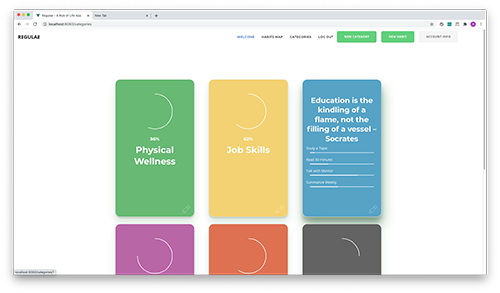 Regulae - A Rule of Life App
New Tab
localhost:8080/categories
REGULAE
WELCOME
HABITS MAP
CATEGORIES
LOG OUT
NEW CATEGORY
NEW HABIT
ACCOUNT INFO
Physical
Wellness
Job Skills
Education is the
kindling of a
flame, not the
filling of a vessel –
Socrates
Study a Topic
Read 30 minutes
Talk with Mentor
Summarize Weekly
localhost:8080/categories/1